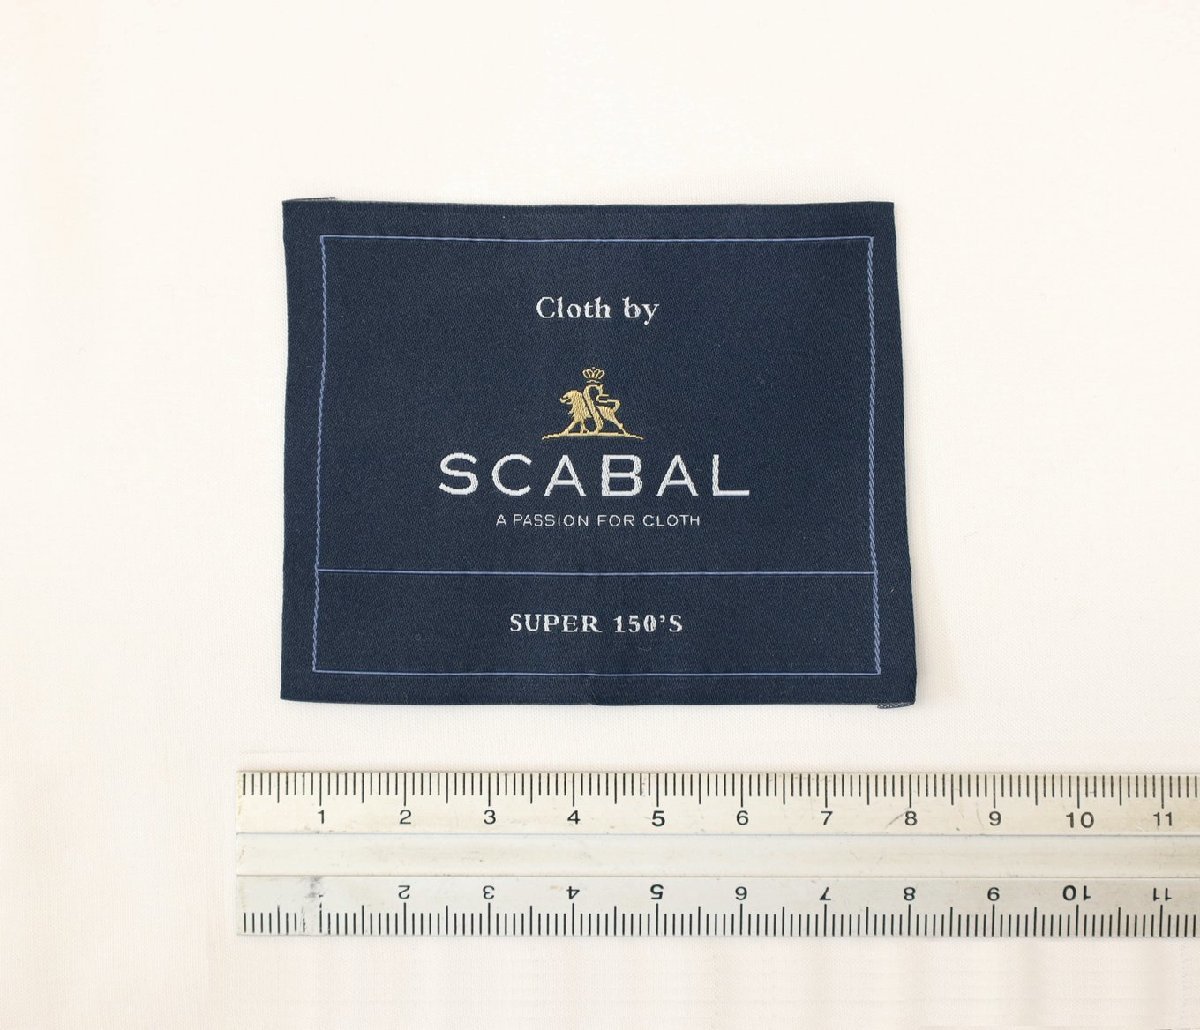 Cloth by
SCABAL
A PASSION FOR CLOTH
SUPER 150'S
1 2 3 4 5 6 7 8 9 10 11
1 2 3 4 5 6 7 8 9 10 11